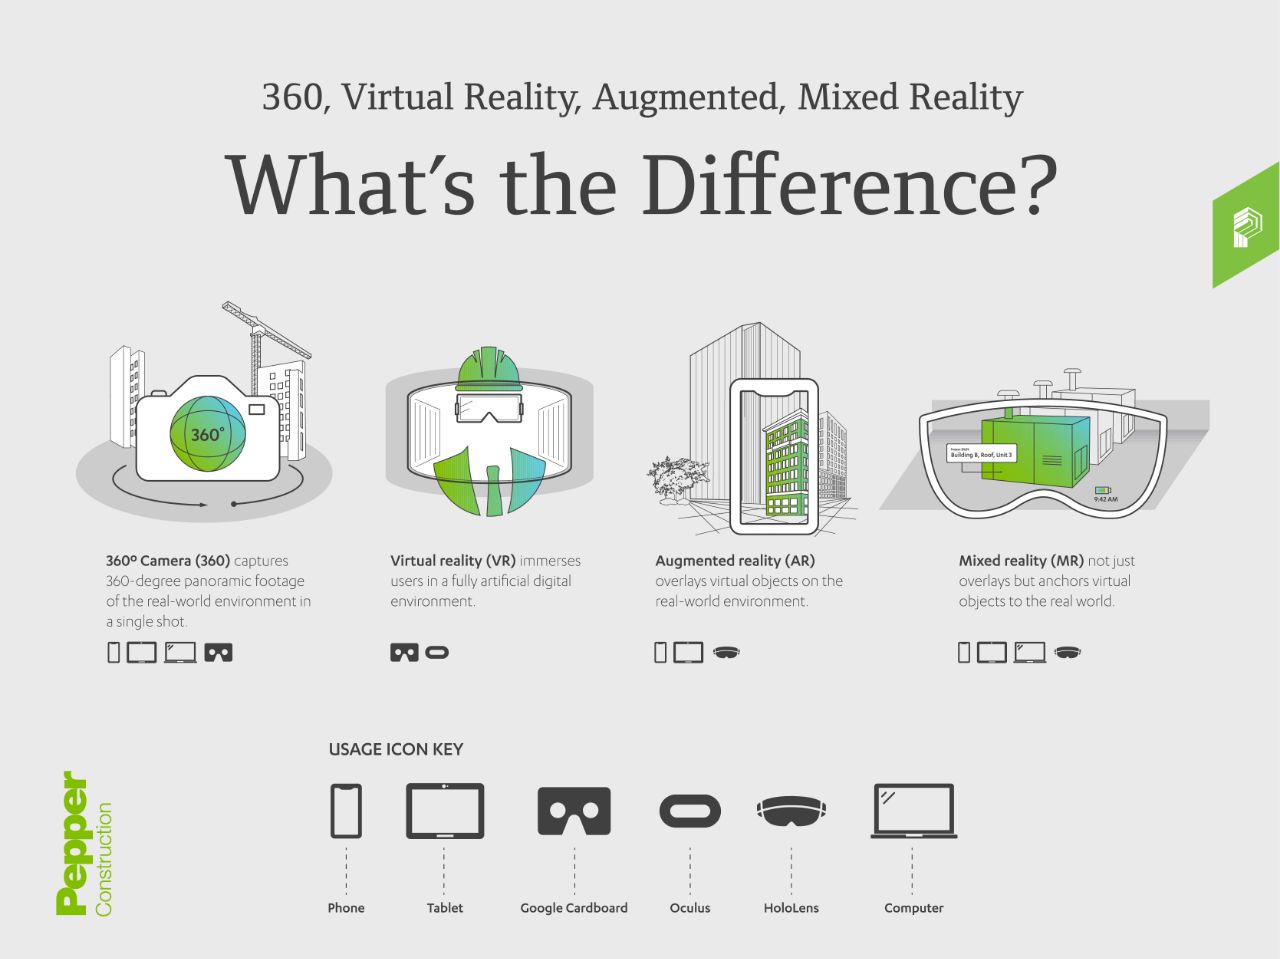 360, Virtual Reality, Augmented, Mixed Reality
What's the Difference?
360°
Building B, Roof, Unit 3
9:42 AM
360º Camera (360) captures
360-degree panoramic footage
of the real-world environment in
a single shot.
Virtual reality (VR) immerses
users in a fully artificial digital
environment.
Augmented reality (AR)
overlays virtual objects on the
real-world environment.
Mixed reality (MR) not just
overlays but anchors virtual
objects to the real world.
USAGE ICON KEY
Phone
Tablet
Google Cardboard
Oculus
HoloLens
Computer
Pepper
Construction